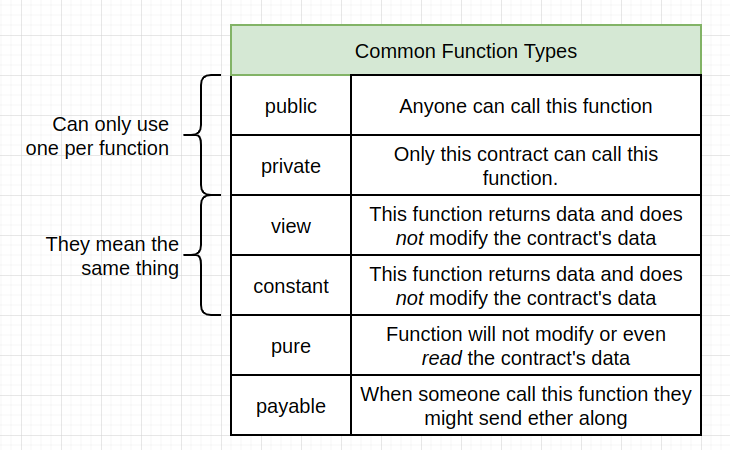 Common Function Types
Can only use
one per function
public
Anyone can call this function
private
Only this contract can call this
function.
They mean the
same thing
view
This function returns data and does
not modify the contract's data
constant
This function returns data and does
not modify the contract's data
pure
Function will not modify or even
read the contract's data
payable
When someone call this function they
might send ether along